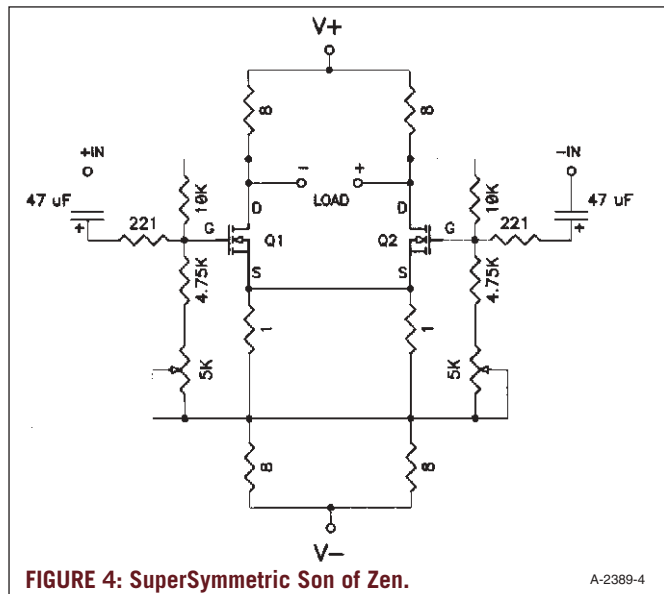 V+
8
8
+IN
-IN
- LOAD +
47 uF
+
221
10K
G
D
Q1
S
D
Q2
G
S
10K
221
47 uF
+
4.75K
4.75K
1
1
5K
5K
8
8
V-
FIGURE 4: SuperSymmetric Son of Zen.
A-2389-4